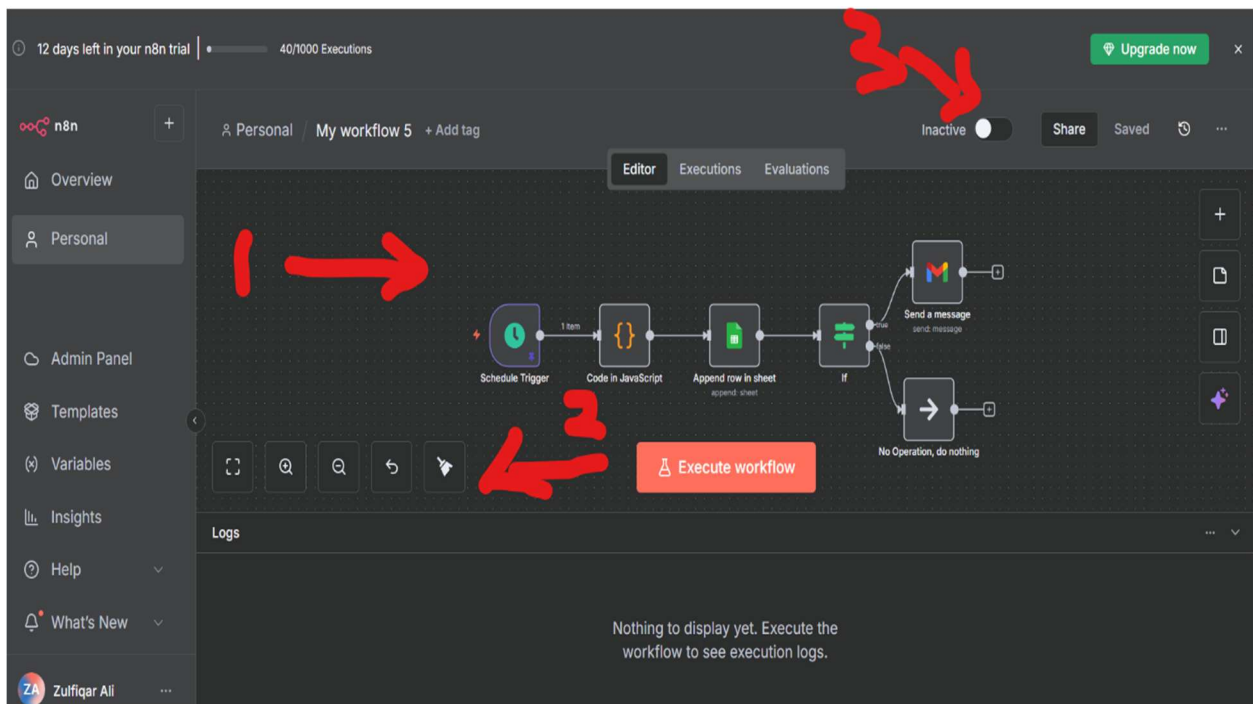 12 days left in your n8n trial
40/1000 Executions
3
Upgrade now
n8n
Personal / My workflow 5 + Add tag
Inactive
Share
Saved
Editor
Executions
Evaluations
Overview
Personal
Admin Panel
Templates
Variables
Insights
Help
What's New
ZA
Zulfiqar Ali
1
1 item
true
false
Schedule Trigger
Code in JavaScript
Append row in sheet
append: sheet
If
Send a message
send: message
No Operation, do nothing
Execute workflow
Logs
Nothing to display yet. Execute the
workflow to see execution logs.